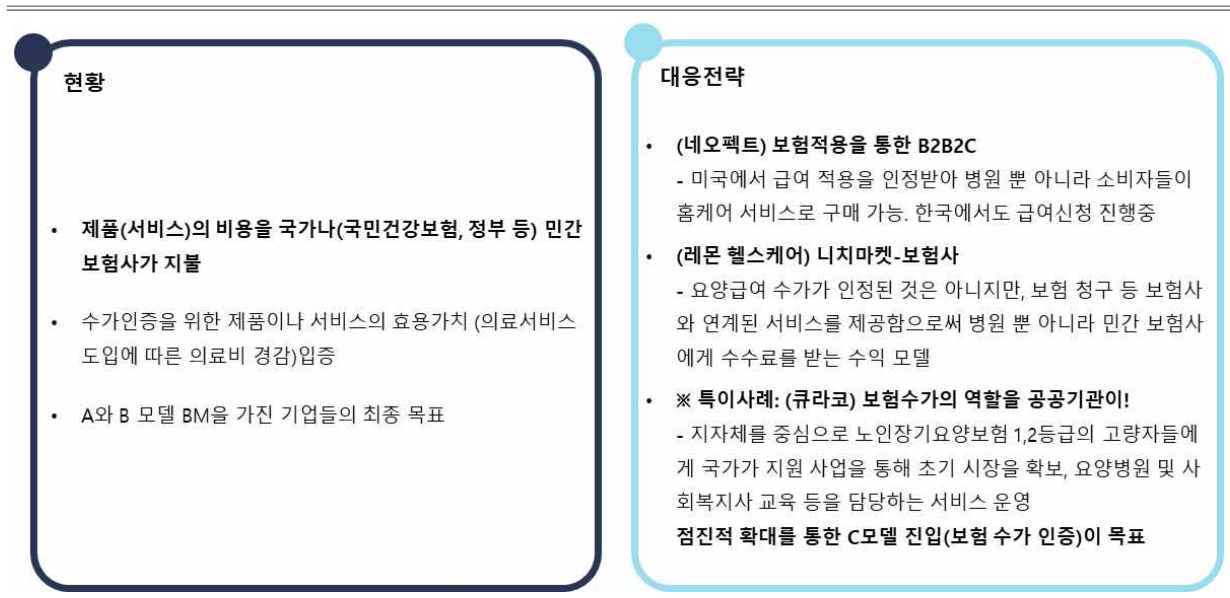 현황
• 제품(서비스)의 비용을 국가나(국민건강보험, 정부 등) 민간
보험사가 지불
• 수가인증을 위한 제품이나 서비스의 효용가치 (의료서비스
도입에 따른 의료비 경감)입증
• A와 B 모델 BM을 가진 기업들의 최종 목표
대응전략
• (네오펙트) 보험적용을 통한 B2B2C
- 미국에서 급여 적용을 인정받아 병원 뿐 아니라 소비자들이
홈케어 서비스로 구매 가능. 한국에서도 급여신청 진행중
• (레몬 헬스케어) 니치마켓-보험사
- 요양급여 수가가 인정된 것은 아니지만, 보험 청구 등 보험사
와 연계된 서비스를 제공함으로써 병원 뿐 아니라 민간 보험사
에게 수수료를 받는 수익 모델
• ※ 특이사례: (큐라코) 보험수가의 역할을 공공기관이!
- 지자체를 중심으로 노인장기요양보험 1,2등급의 고량자들에
게 국가가 지원 사업을 통해 초기 시장을 확보, 요양병원 및 사
회복지사 교육 등을 담당하는 서비스 운영
점진적 확대를 통한 C모델 진입(보험 수가 인증)이 목표